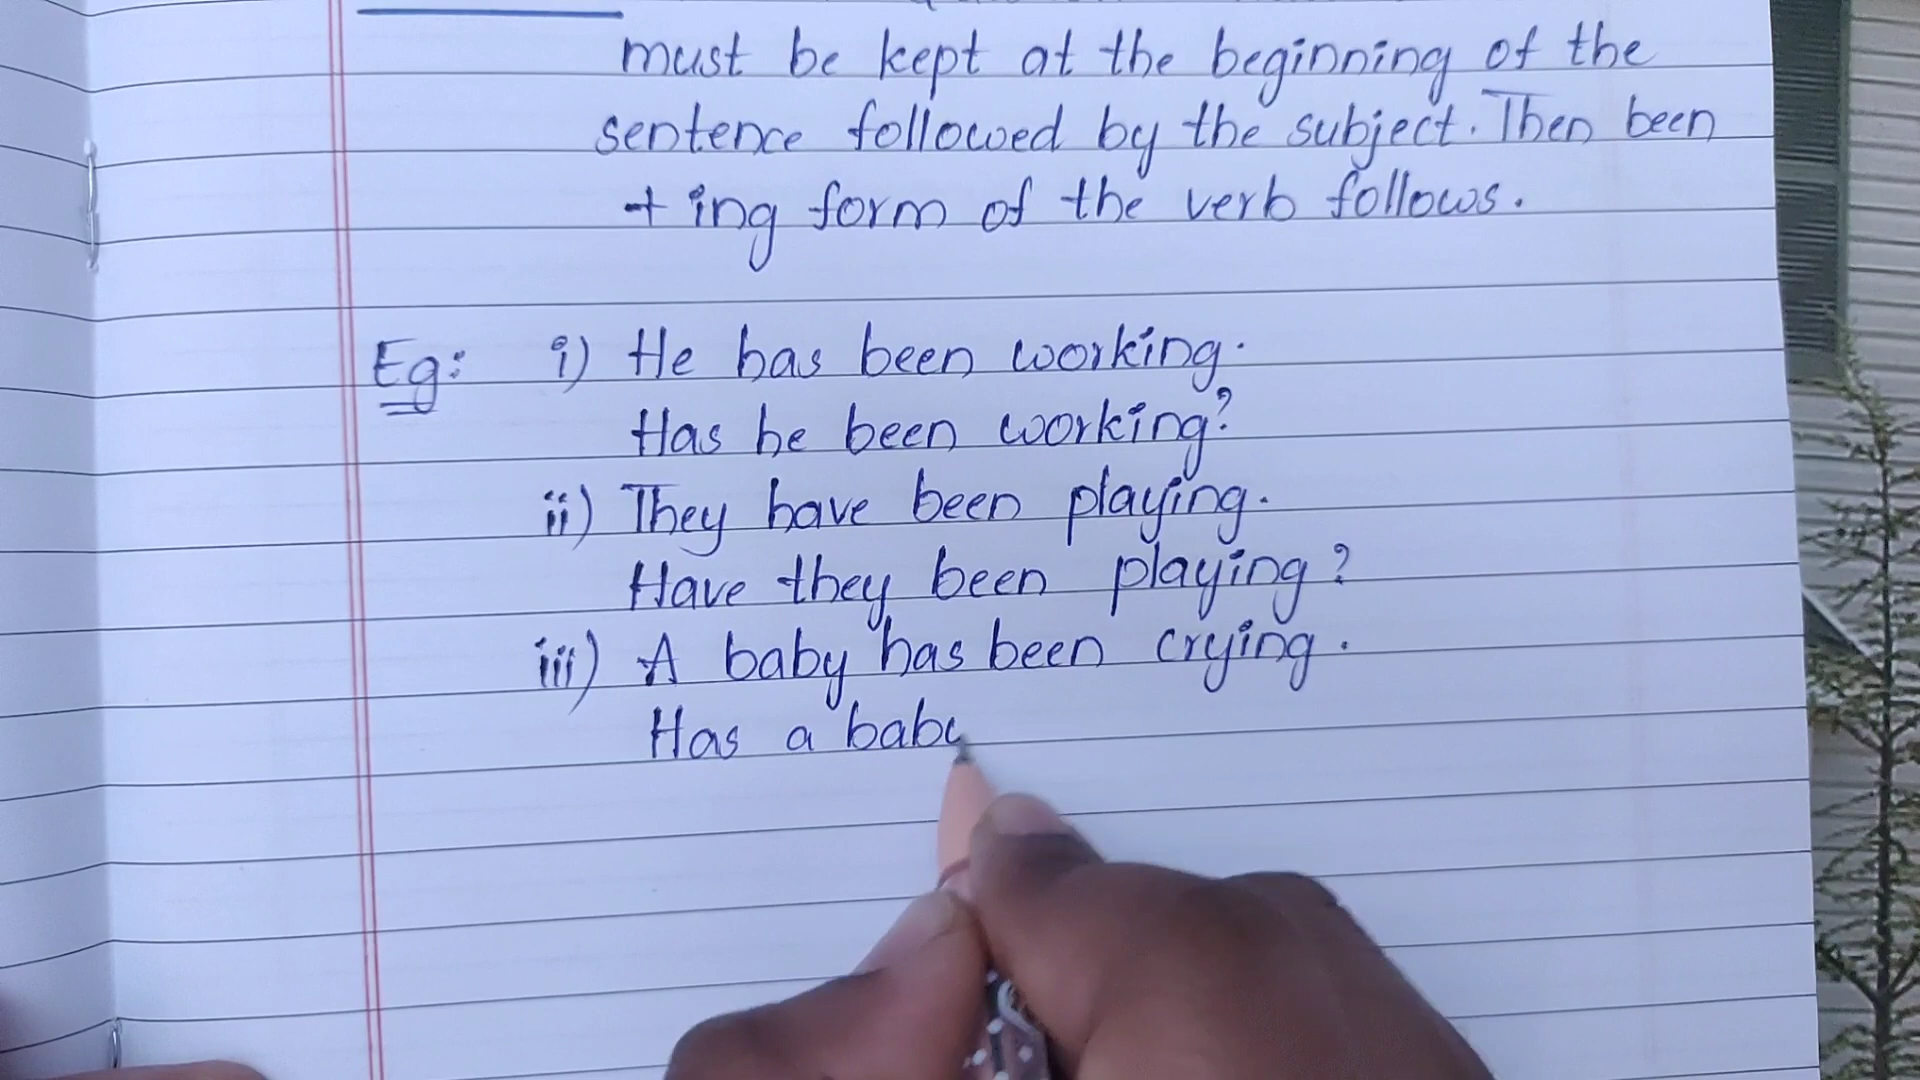 must be kept at the beginning of the
sentence followed by the subject. Then been
+ ing form of the verb follows.
Eg: i) He has been working.
Has he been working?
ii) They have been playing.
Have they been playing?
iii) A baby has been crying.
Has a bab